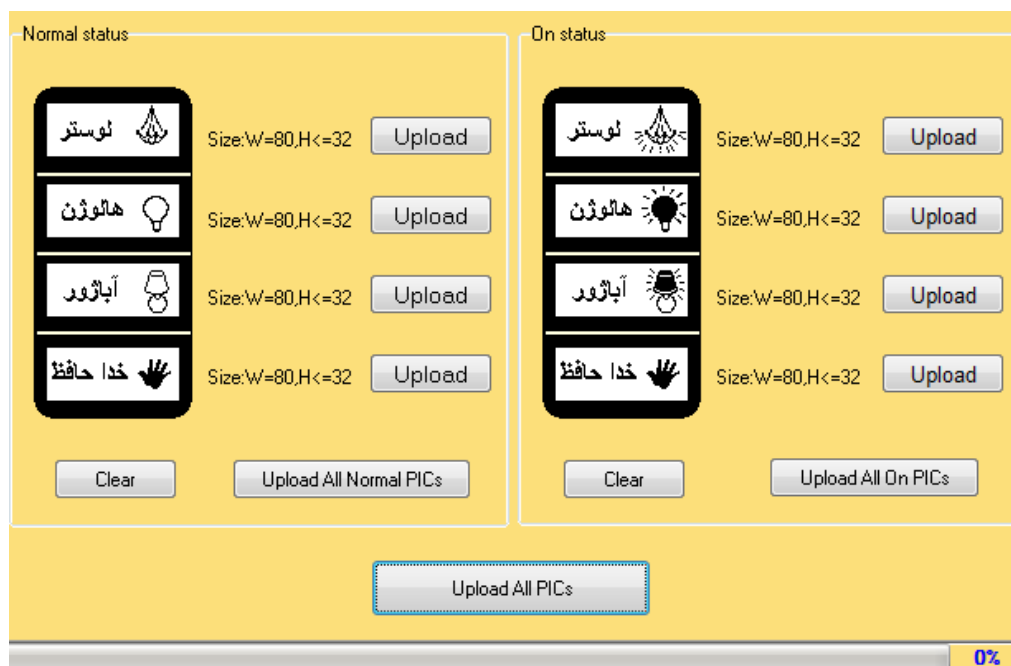 Normal status
لوستر
Size:W=80,H<=32
Upload
هالوژن
Size:W=80,H<=32
Upload
آباژور
Size:W=80,H<=32
Upload
خدا حافظ
Size:W=80,H<=32
Upload
Clear
Upload All Normal PICs
On status
لوستر
Size:W=80,H<=32
Upload
هالوژن
Size:W=80,H<=32
Upload
آباژور
Size:W=80,H<=32
Upload
خدا حافظ
Size:W=80,H<=32
Upload
Clear
Upload All On PICs
Upload All PICs
0%